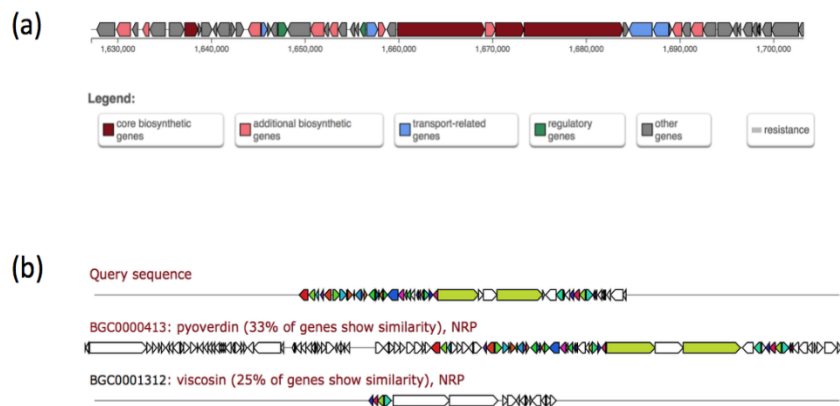 (a)
1,630,000 1,640,000 1,650,000 1,660,000 1,670,000 1,680,000 1,690,000 1,700,000
Legend:
core biosynthetic genes
additional biosynthetic genes
transport-related genes
regulatory genes
other genes
resistance
(b)
Query sequence
BGC0000413: pyoverdin (33% of genes show similarity), NRP
BGC0001312: viscosin (25% of genes show similarity), NRP